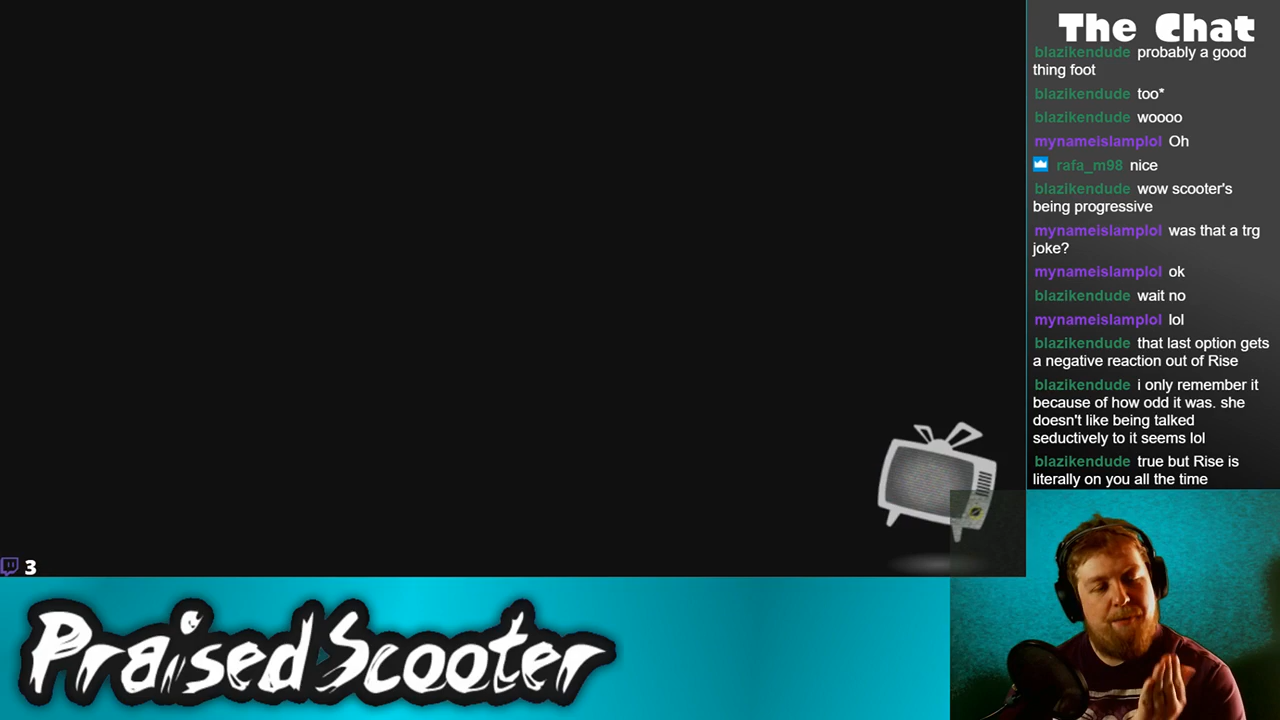 The Chat
blazikendude probably a good
thing foot
blazikendude too*
blazikendude woooo
mynameislamplol Oh
rafa_m98 nice
blazikendude wow scooter's
being progressive
mynameislamplol was that a trg
joke?
mynameislamplol ok
blazikendude wait no
mynameislamplol lol
blazikendude that last option gets
a negative reaction out of Rise
blazikendude i only remember it
because of how odd it was. she
doesn't like being talked
seductively to it seems lol
blazikendude true but Rise is
literally on you all the time
3
PraisedScooter